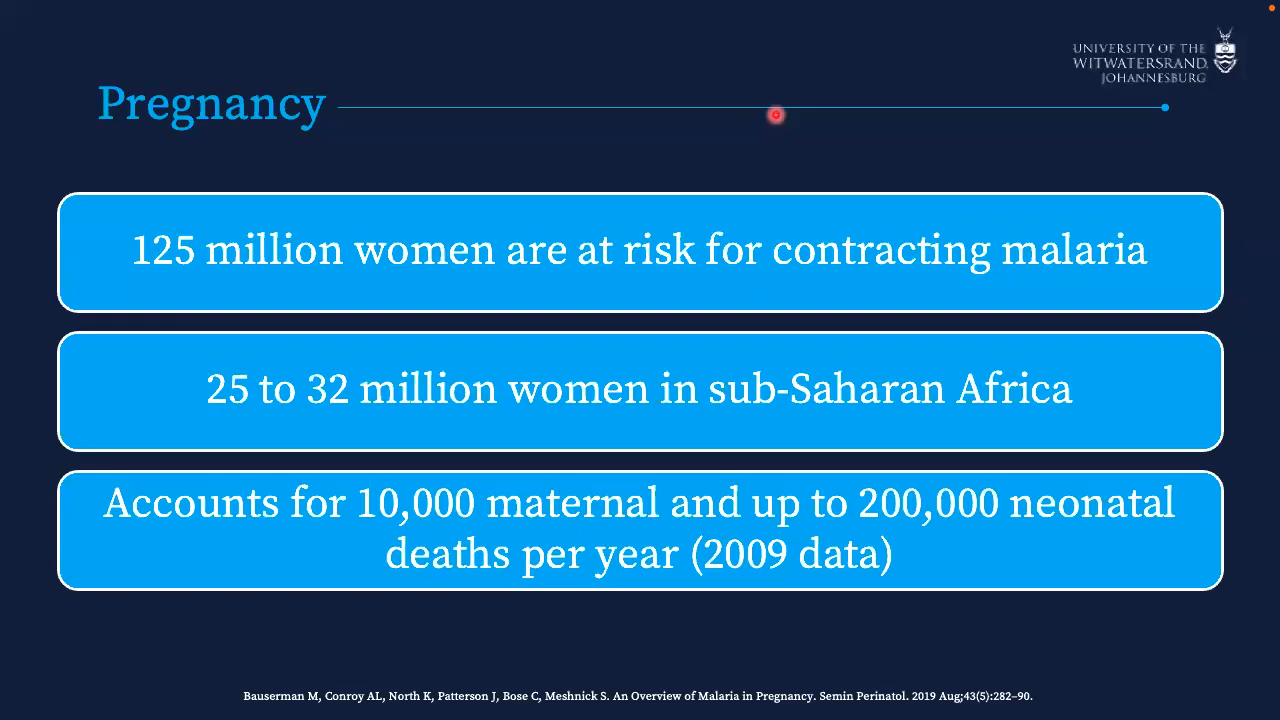 UNIVERSITY OF THE
WITWATERSRAND,
JOHANNESBURG
Pregnancy
125 million women are at risk for contracting malaria
25 to 32 million women in sub-Saharan Africa
Accounts for 10,000 maternal and up to 200,000 neonatal
deaths per year (2009 data)
Bauserman M, Conroy AL, North K, Patterson J, Bose C, Meshnick S. An Overview of Malaria in Pregnancy. Semin Perinatol. 2019 Aug;43(5):282–90.